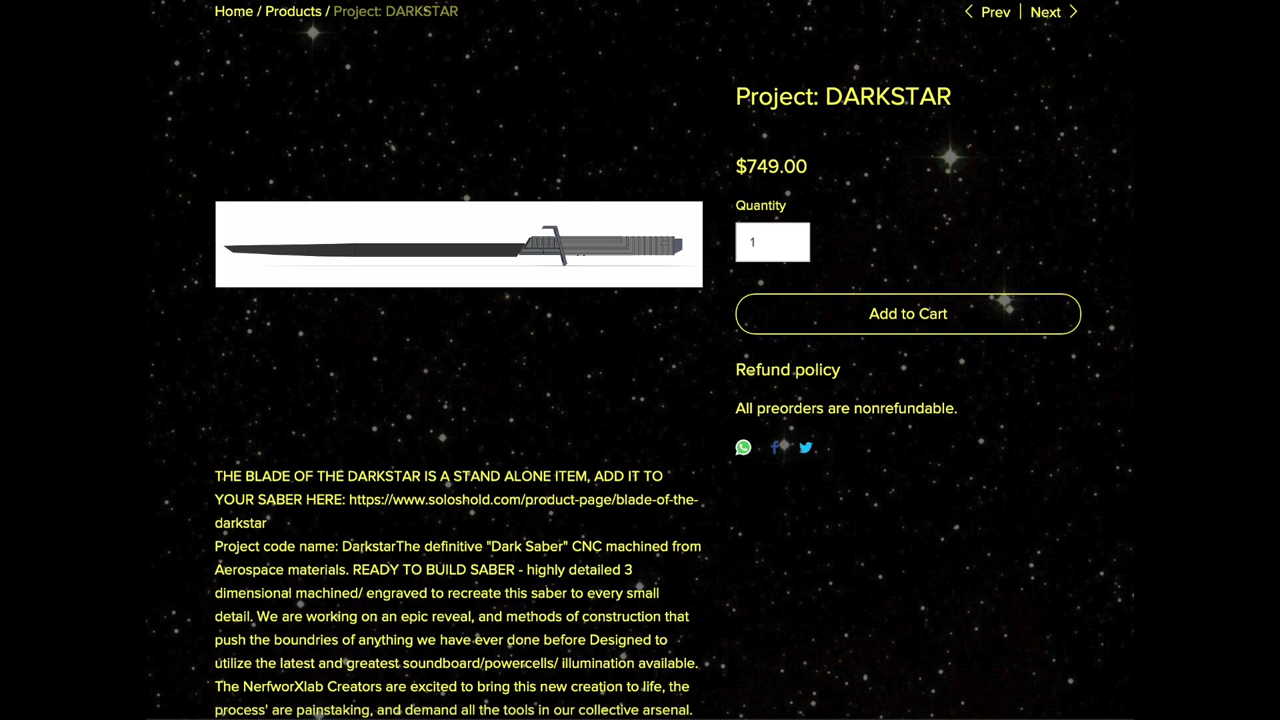 Home / Products / Project: DARKSTAR
Prev | Next
Project: DARKSTAR
$749.00
Quantity
1
Add to Cart
Refund policy
All preorders are nonrefundable.
THE BLADE OF THE DARKSTAR IS A STAND ALONE ITEM, ADD IT TO
YOUR SABER HERE: https://www.soloshold.com/product-page/blade-of-the-
darkstar
Project code name: DarkstarThe definitive "Dark Saber" CNC machined from
Aerospace materials. READY TO BUILD SABER - highly detailed 3
dimensional machined/ engraved to recreate this saber to every small
detail. We are working on an epic reveal, and methods of construction that
push the boundries of anything we have ever done before Designed to
utilize the latest and greatest soundboard/powercells/ illumination available.
The NerfworXlab Creators are excited to bring this new creation to life, the
process' are painstaking, and demand all the tools in our collective arsenal.